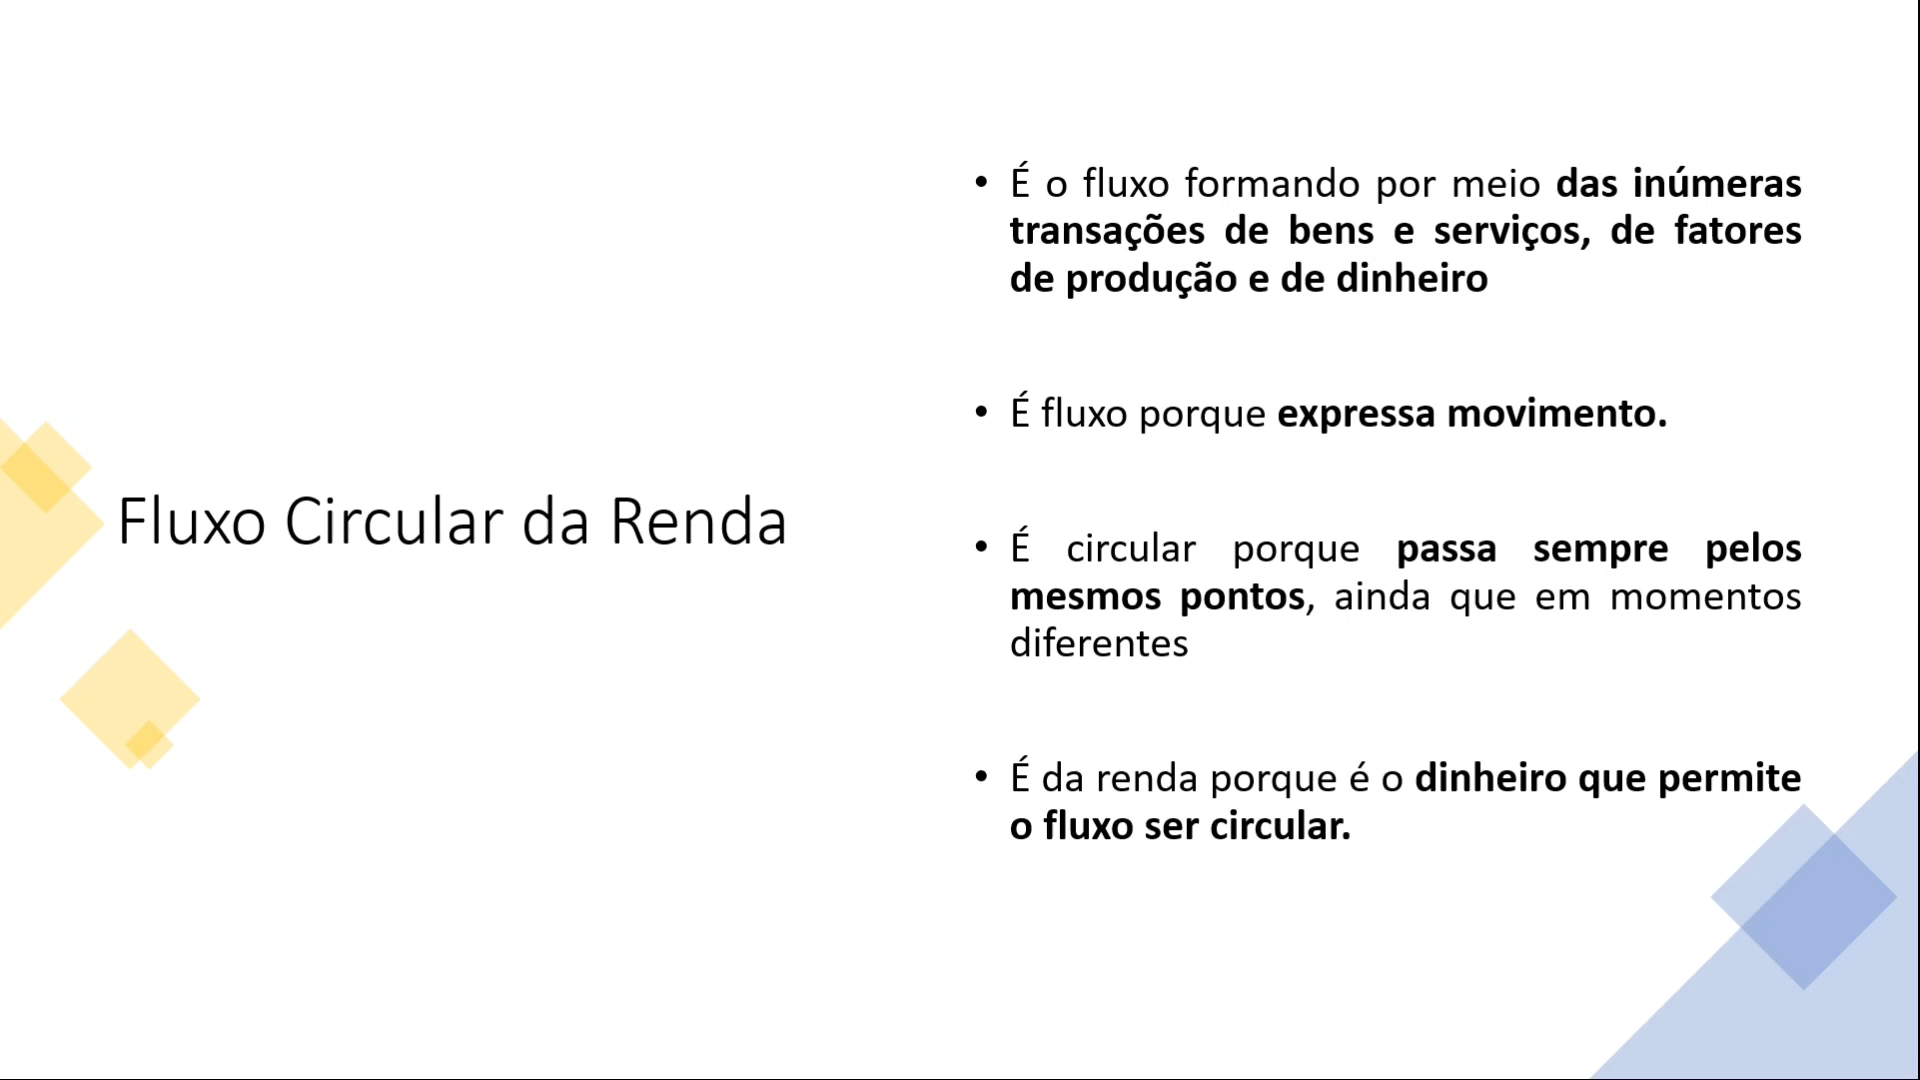 Fluxo Circular da Renda
• É o fluxo formando por meio das inúmeras
transações de bens e serviços, de fatores
de produção e de dinheiro
• É fluxo porque expressa movimento.
• É circular porque passa sempre pelos
mesmos pontos, ainda que em momentos
diferentes
• É da renda porque é o dinheiro que permite
o fluxo ser circular.